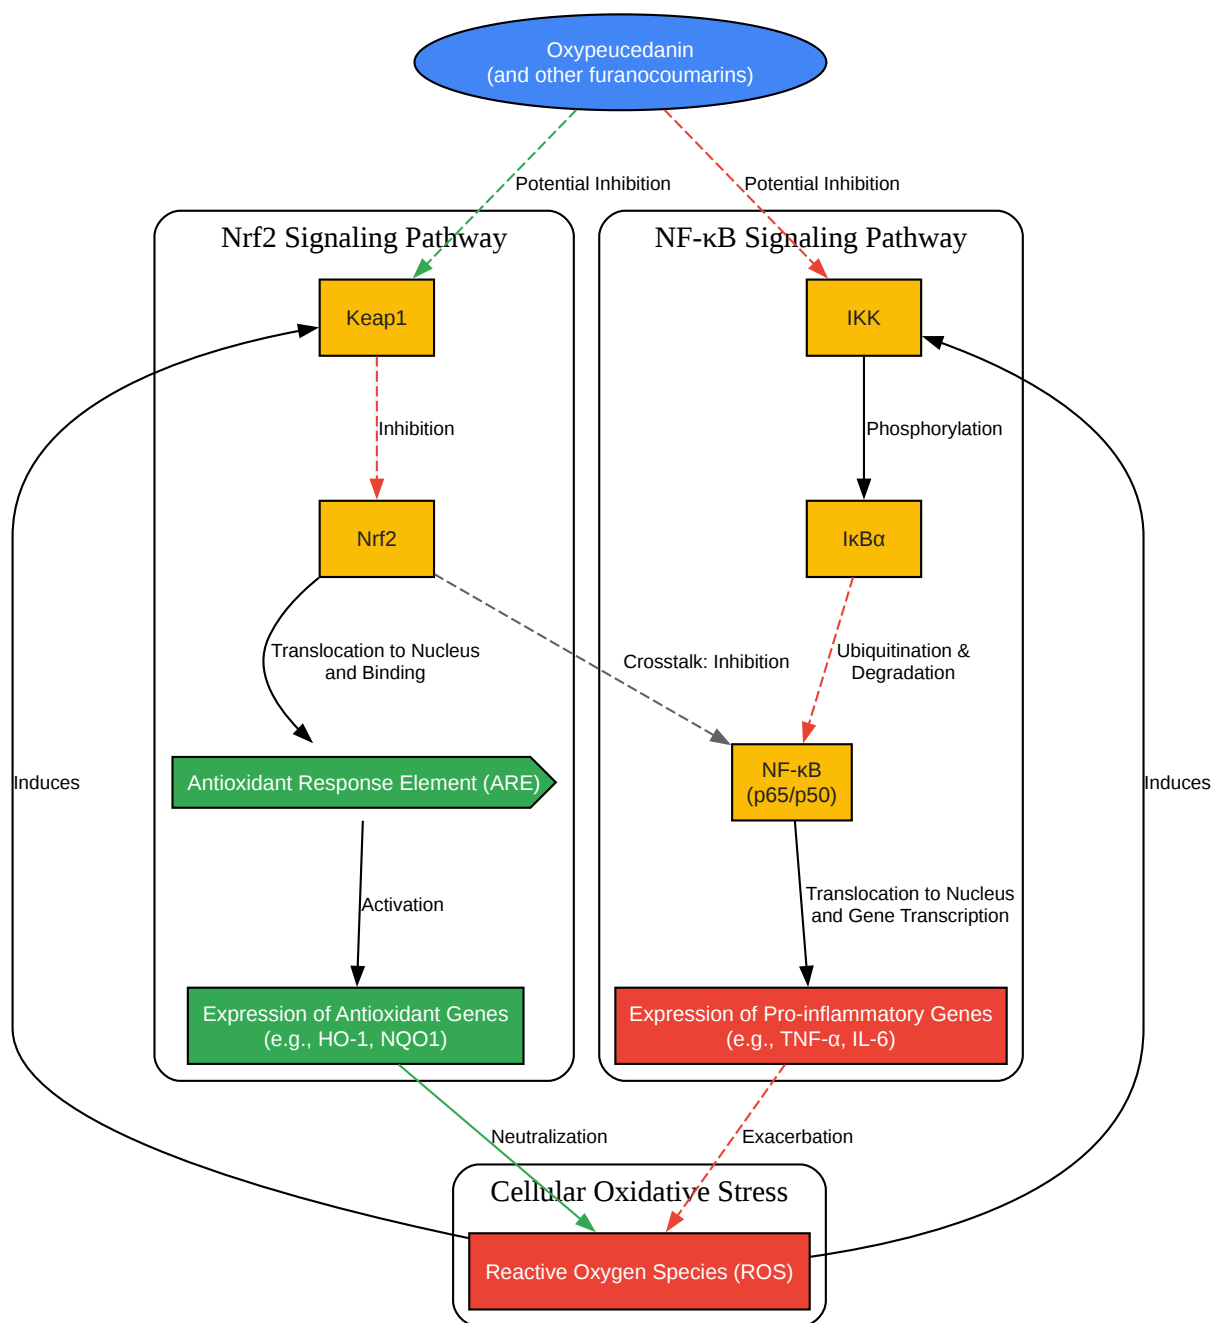 Oxypeucedanin
(and other furanocoumarins)
Potential Inhibition
Potential Inhibition
Nrf2 Signaling Pathway
NF-κB Signaling Pathway
Keap1
IKK
Inhibition
Phosphorylation
Nrf2
IκBα
Translocation to Nucleus
and Binding
Crosstalk: Inhibition
Ubiquitination &
Degradation
Induces
Antioxidant Response Element (ARE)
NF-κB
(p65/p50)
Induces
Activation
Translocation to Nucleus
and Gene Transcription
Expression of Antioxidant Genes
(e.g., HO-1, NQO1)
Expression of Pro-inflammatory Genes
(e.g., TNF-α, IL-6)
Neutralization
Exacerbation
Cellular Oxidative Stress
Reactive Oxygen Species (ROS)